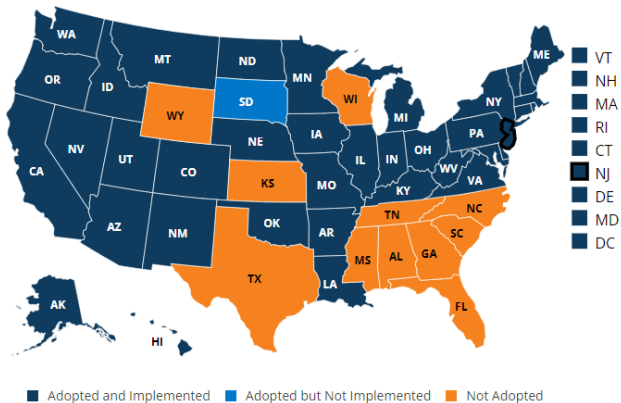 WA
MT
ND
MN
ME
VT
OR
ID
SD
WI
NH
WY
MI
NY
MA
NV
UT
NE
IA
PA
RI
CA
CO
IL
IN
OH
CT
KS
MO
WV
VA
NJ
KY
DE
AZ
NM
OK
AR
TN
NC
MD
SC
DC
TX
MS
AL
GA
LA
FL
AK
HI
Adopted and Implemented Adopted but Not Implemented Not Adopted